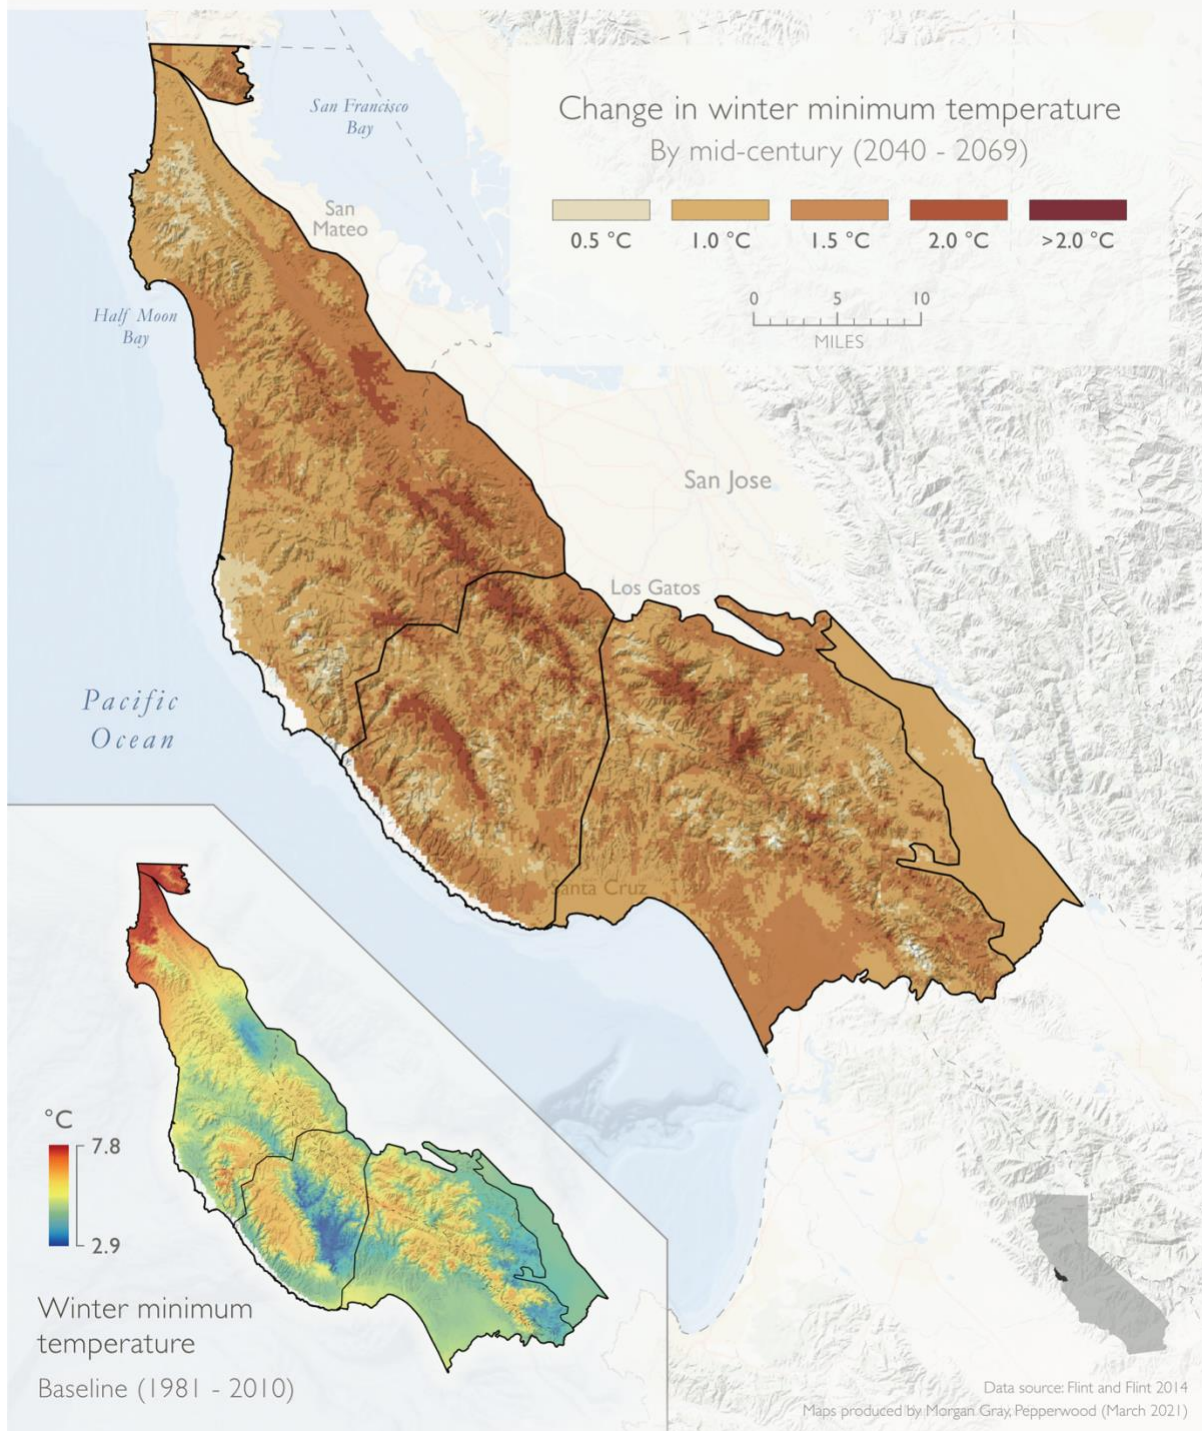 San Francisco
Bay
Change in winter minimum temperature
By mid-century (2040 - 2069)
0.5 °C
1.0 °C
1.5 °C
2.0 °C
>2.0 °C
San
Mateo
0
5
10
MILES
Half Moon
Bay
San Jose
Los Gatos
Pacific
Ocean
Santa Cruz
°C
7.8
2.9
Winter minimum
temperature
Baseline (1981 - 2010)
Data source: Flint and Flint 2014
Maps produced by Morgan Gray, Pepperwood (March 2021)